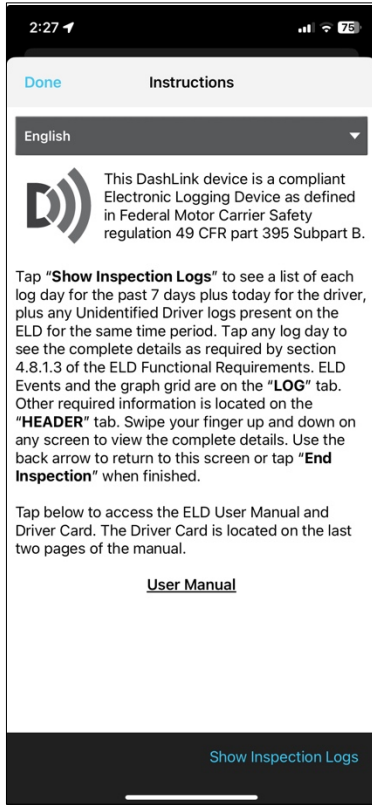 2:27
75
Done
Instructions
English
This DashLink device is a compliant
Electronic Logging Device as defined
in Federal Motor Carrier Safety
regulation 49 CFR part 395 Subpart B.
Tap “Show Inspection Logs” to see a list of each
log day for the past 7 days plus today for the driver,
plus any Unidentified Driver logs present on the
ELD for the same time period. Tap any log day to
see the complete details as required by section
4.8.1.3 of the ELD Functional Requirements. ELD
Events and the graph grid are on the “LOG” tab.
Other required information is located on the
“HEADER” tab. Swipe your finger up and down on
any screen to view the complete details. Use the
back arrow to return to this screen or tap “End
Inspection” when finished.
Tap below to access the ELD User Manual and
Driver Card. The Driver Card is located on the last
two pages of the manual.
User Manual
Show Inspection Logs